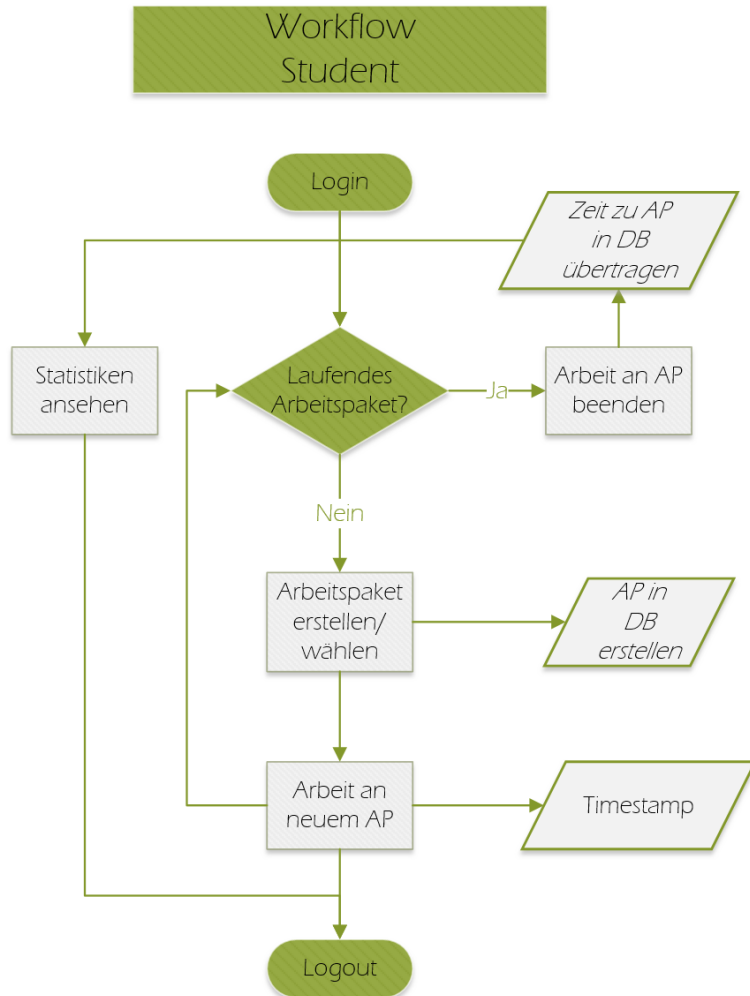 Workflow
Student
Login
Zeit zu AP
in DB
übertragen
Statistiken
ansehen
Laufendes
Arbeitspaket?
Ja
Arbeit an AP
beenden
Nein
Arbeitspaket
erstellen/
wählen
AP in
DB
erstellen
Arbeit an
neuem AP
Timestamp
Logout